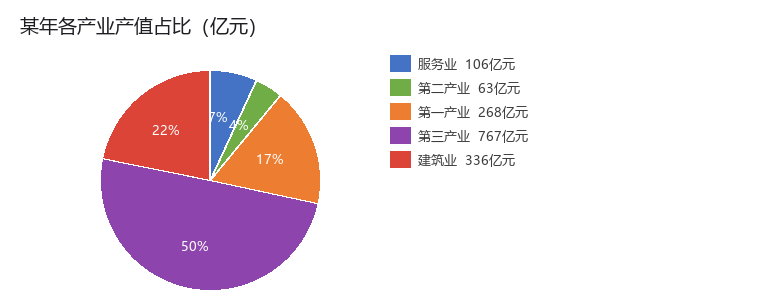 某年各产业产值占比（亿元）
服务业 106亿元
第二产业 63亿元
第一产业 268亿元
第三产业 767亿元
建筑业 336亿元
7%
4%
22%
17%
50%